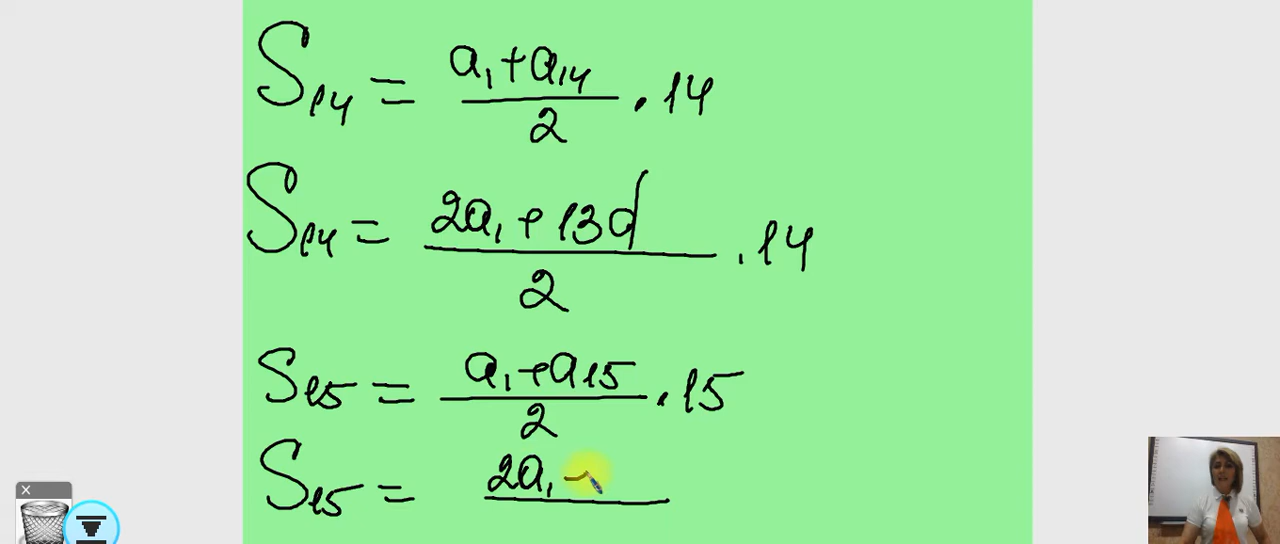 S₁₄ = (a₁ + a₁₄)/2 · 14
S₁₄ = (2a₁ + 13d)/2 · 14
S₁₅ = (a₁ + a₁₅)/2 · 15
S₁₅ = 2a₁ -